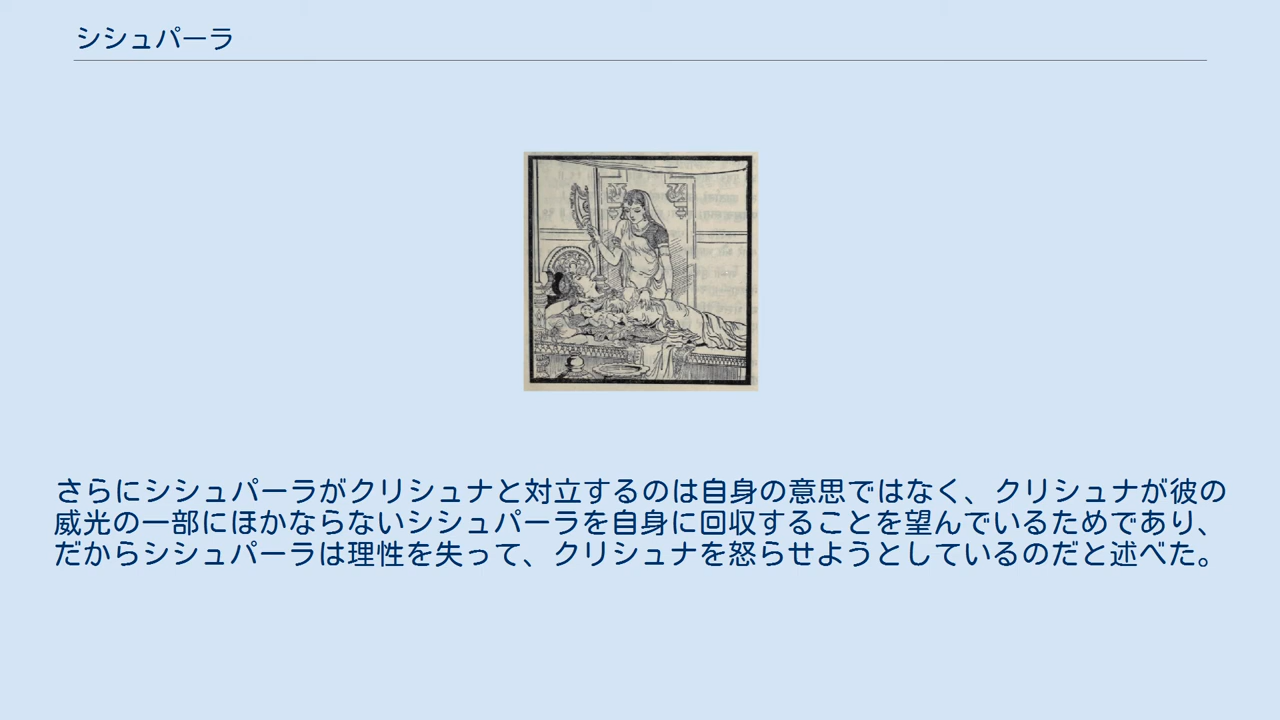 シシュパーラ
さらにシシュパーラがクリシュナと対立するのは自身の意思ではなく、クリシュナが彼の
威光の一部にほかならないシシュパーラを自身に回収することを望んでいるためであり、
だからシシュパーラは理性を失って、クリシュナを怒らせようとしているのだと述べた。